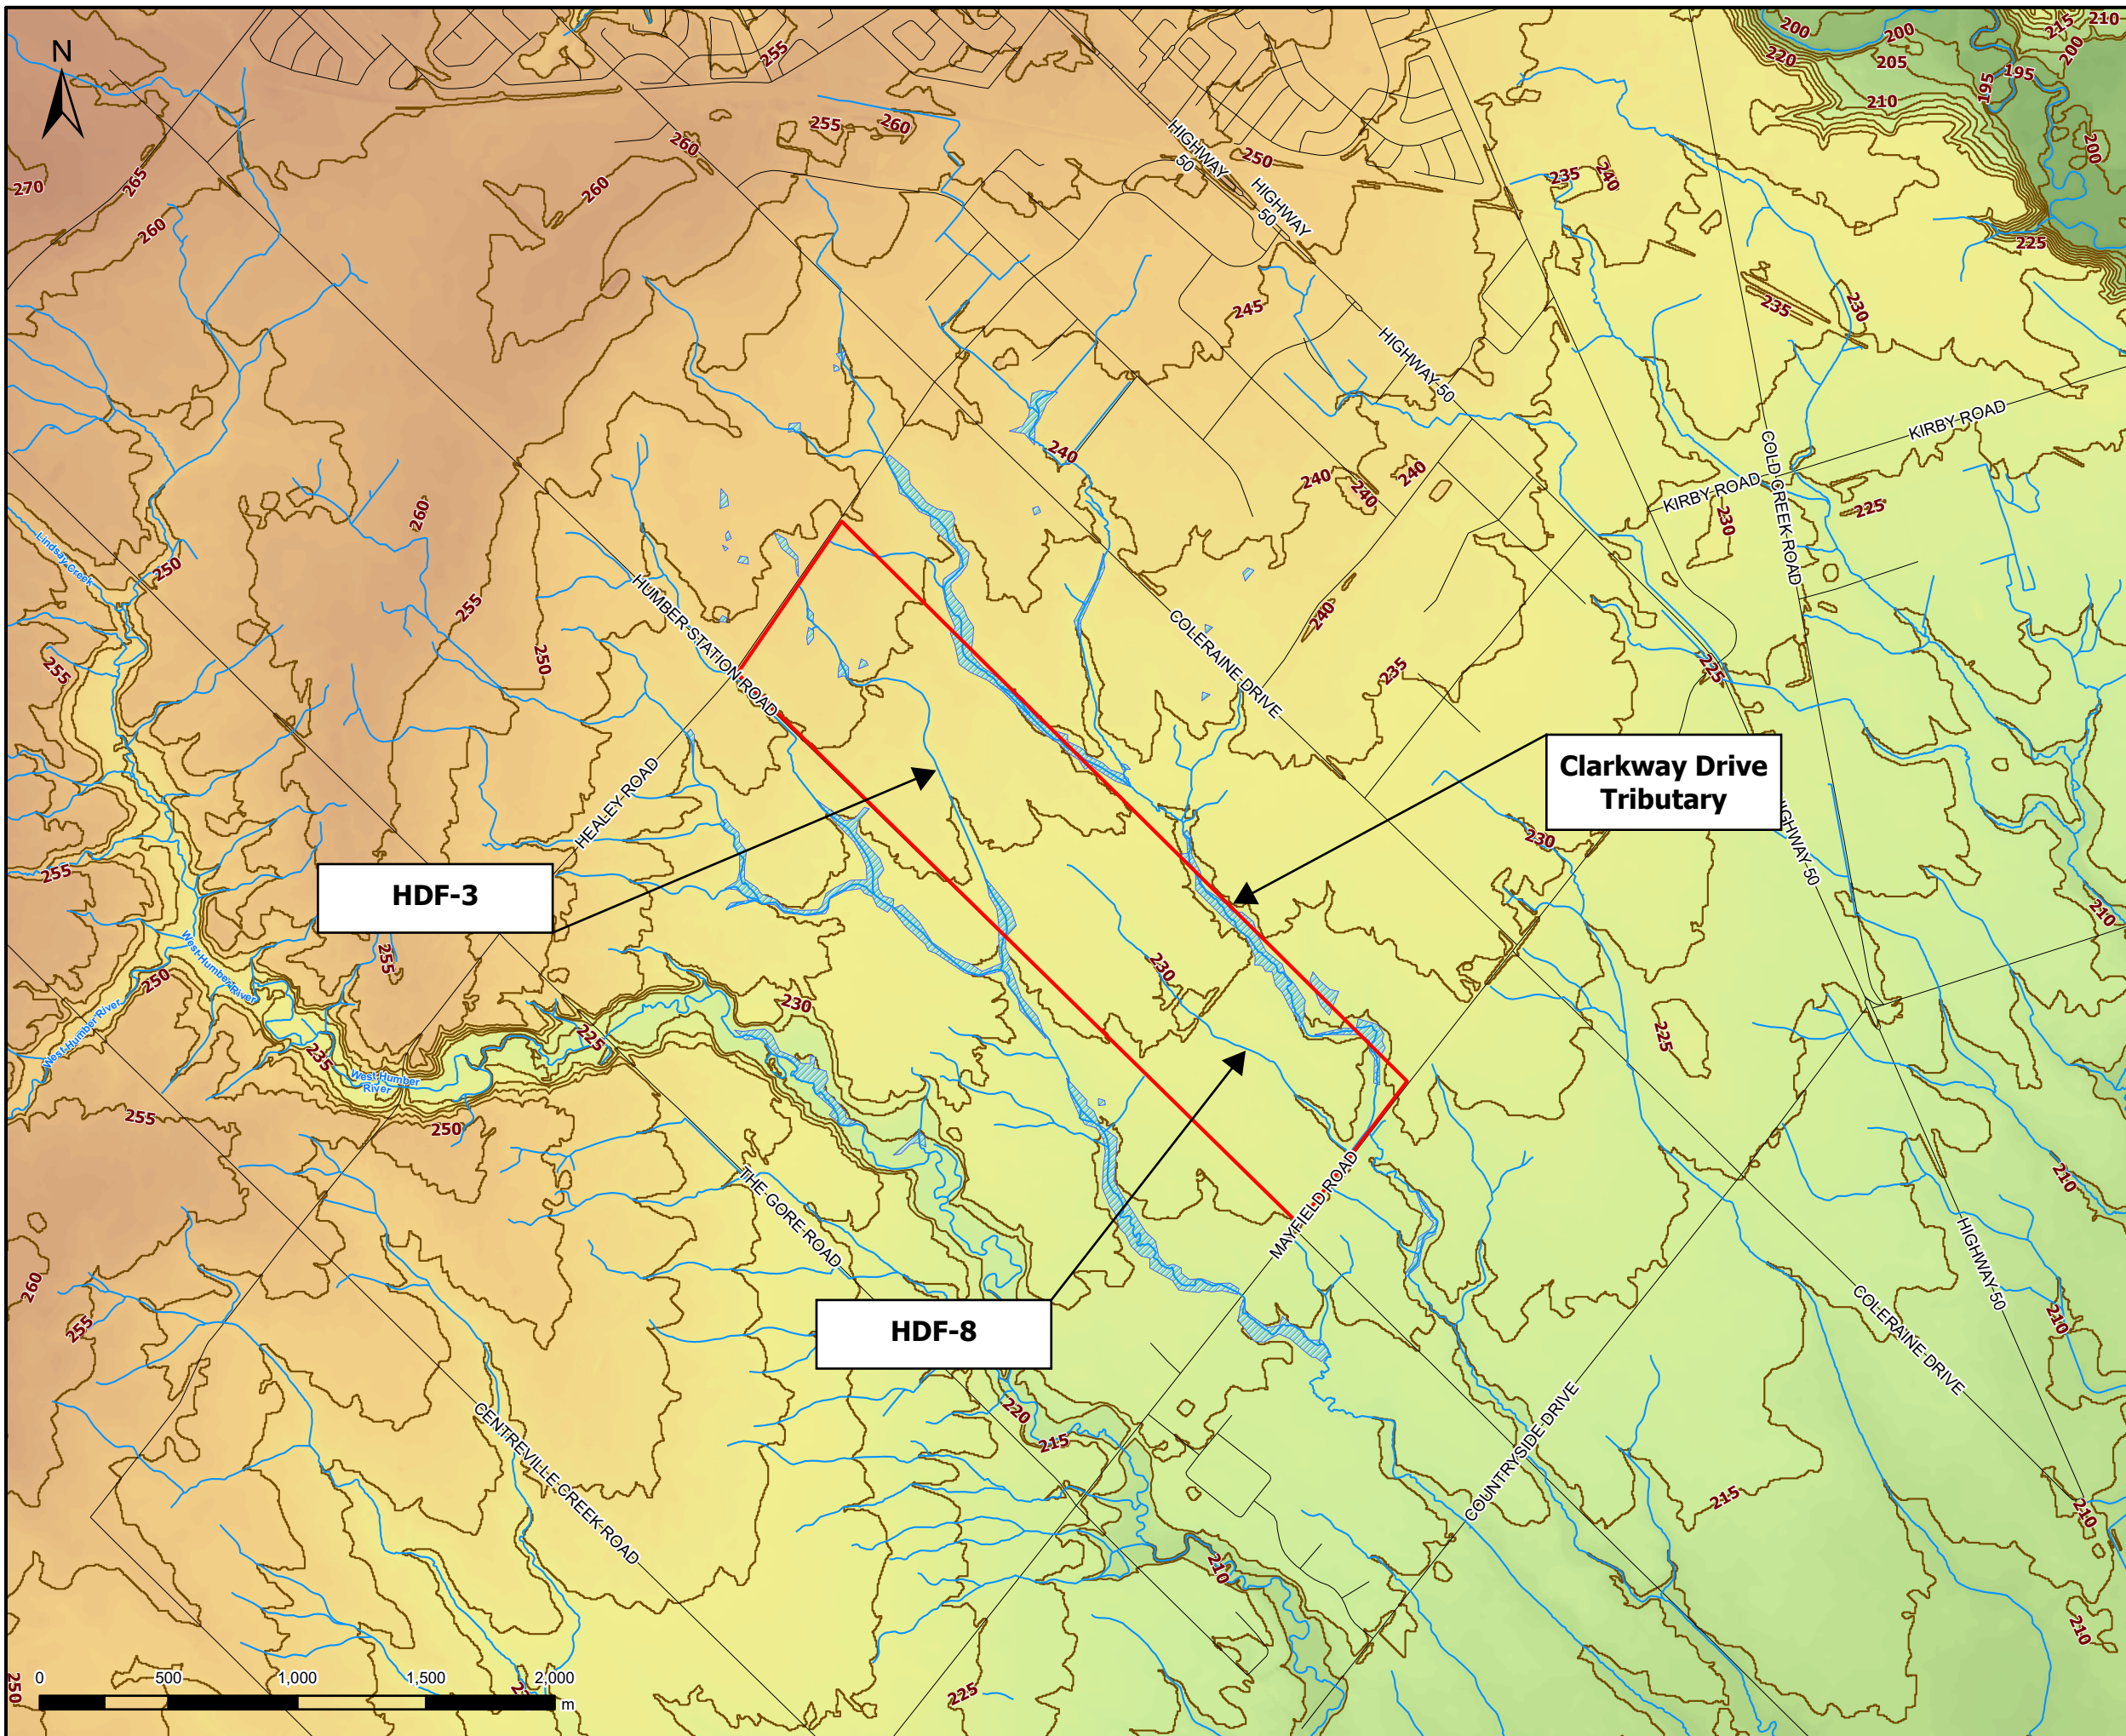 N
255
200
200
215
210
220
205
200
195
195
210
200
255
260
260
HIGHWAY
50
250
HIGHWAY
50
270
265
260
260
235
240
225
245
235
230
HIGHWAY 50
240
240
240
240
KIRBY ROAD
COLD CREEK ROAD
KIRBY ROAD
225
230
260
Lindsay Creek
250
255
250
255
HUMBER STATION ROAD
240
COLERAINE DRIVE
235
225
HEALEY ROAD
Clarkway Drive
Tributary
HIGHWAY 50
230
255
HDF-3
210
255
West Humber River
250
West Humber River
235
West Humber
River
225
230
230
225
255
250
THE GORE ROAD
MAYFIELD ROAD
210
HIGHWAY 50
260
255
HDF-8
210
COLERAINE DRIVE
CENTREVILLE CREEK ROAD
220
215
COUNTRYSIDE DRIVE
215
210
210
210
250
0 500 1,000 1,500 2,000
m
225